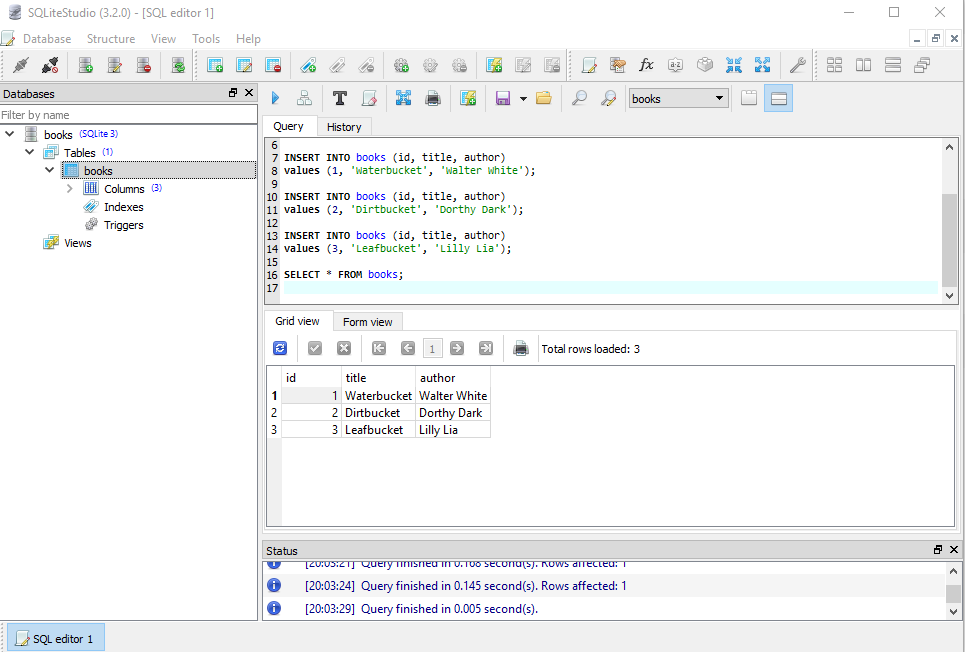 SQLiteStudio (3.2.0) - [SQL editor 1]
Database Structure View Tools Help
Databases
Filter by name
books (SQLite 3)
Tables (1)
books
Columns (3)
Indexes
Triggers
Views
books
Query History
6
7 INSERT INTO books (id, title, author)
8 values (1, 'Waterbucket', 'Walter White');
9
10 INSERT INTO books (id, title, author)
11 values (2, 'Dirtbucket', 'Dorthy Dark');
12
13 INSERT INTO books (id, title, author)
14 values (3, 'Leafbucket', 'Lilly Lia');
15
16 SELECT * FROM books;
17
Grid view Form view
1 Total rows loaded: 3
id title author
1 1 Waterbucket Walter White
2 2 Dirtbucket Dorthy Dark
3 3 Leafbucket Lilly Lia
Status
[20:03:21] Query finished in 0.168 second(s). Rows affected: 1
[20:03:24] Query finished in 0.145 second(s). Rows affected: 1
[20:03:29] Query finished in 0.005 second(s).
SQL editor 1